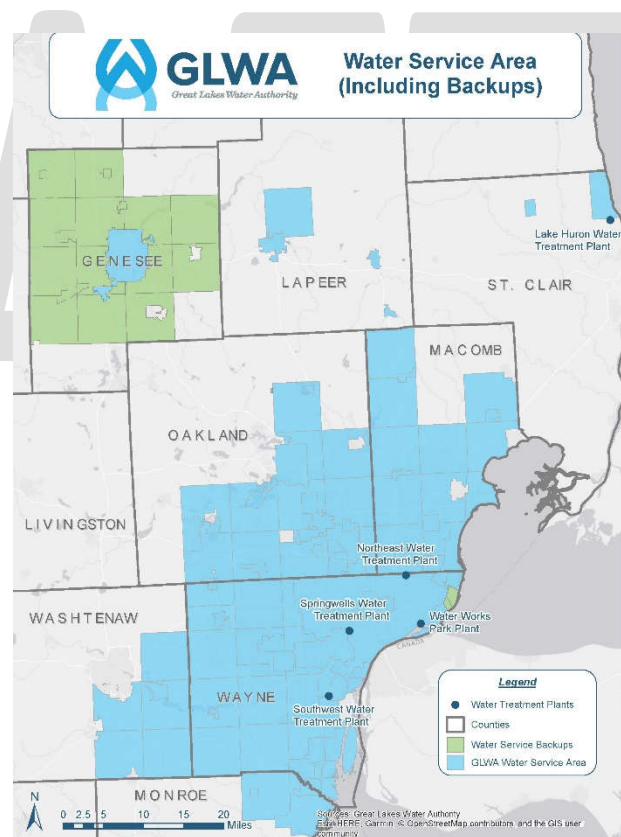 GLWA
Great Lakes Water Authority
Water Service Area
(Including Backups)
Lake Huron Water
Treatment Plant
GENESEE
LAPEER
ST. CLAIR
MACOMB
OAKLAND
LIVINGSTON
Northeast Water
Treatment Plant
WASHTENAW
Springwells Water
Treatment Plant
Water Works
Park Plant
CANADA
WAYNE
Southwest Water
Treatment Plant
MONROE
Legend
Water Treatment Plants
Counties
Water Service Backups
GLWA Water Service Area
N
0 2.5 5 10 15 20
Miles
Sources: Great Lakes Water Authority
Esri, HERE, Garmin, © OpenStreetMap contributors, and the GIS user
community